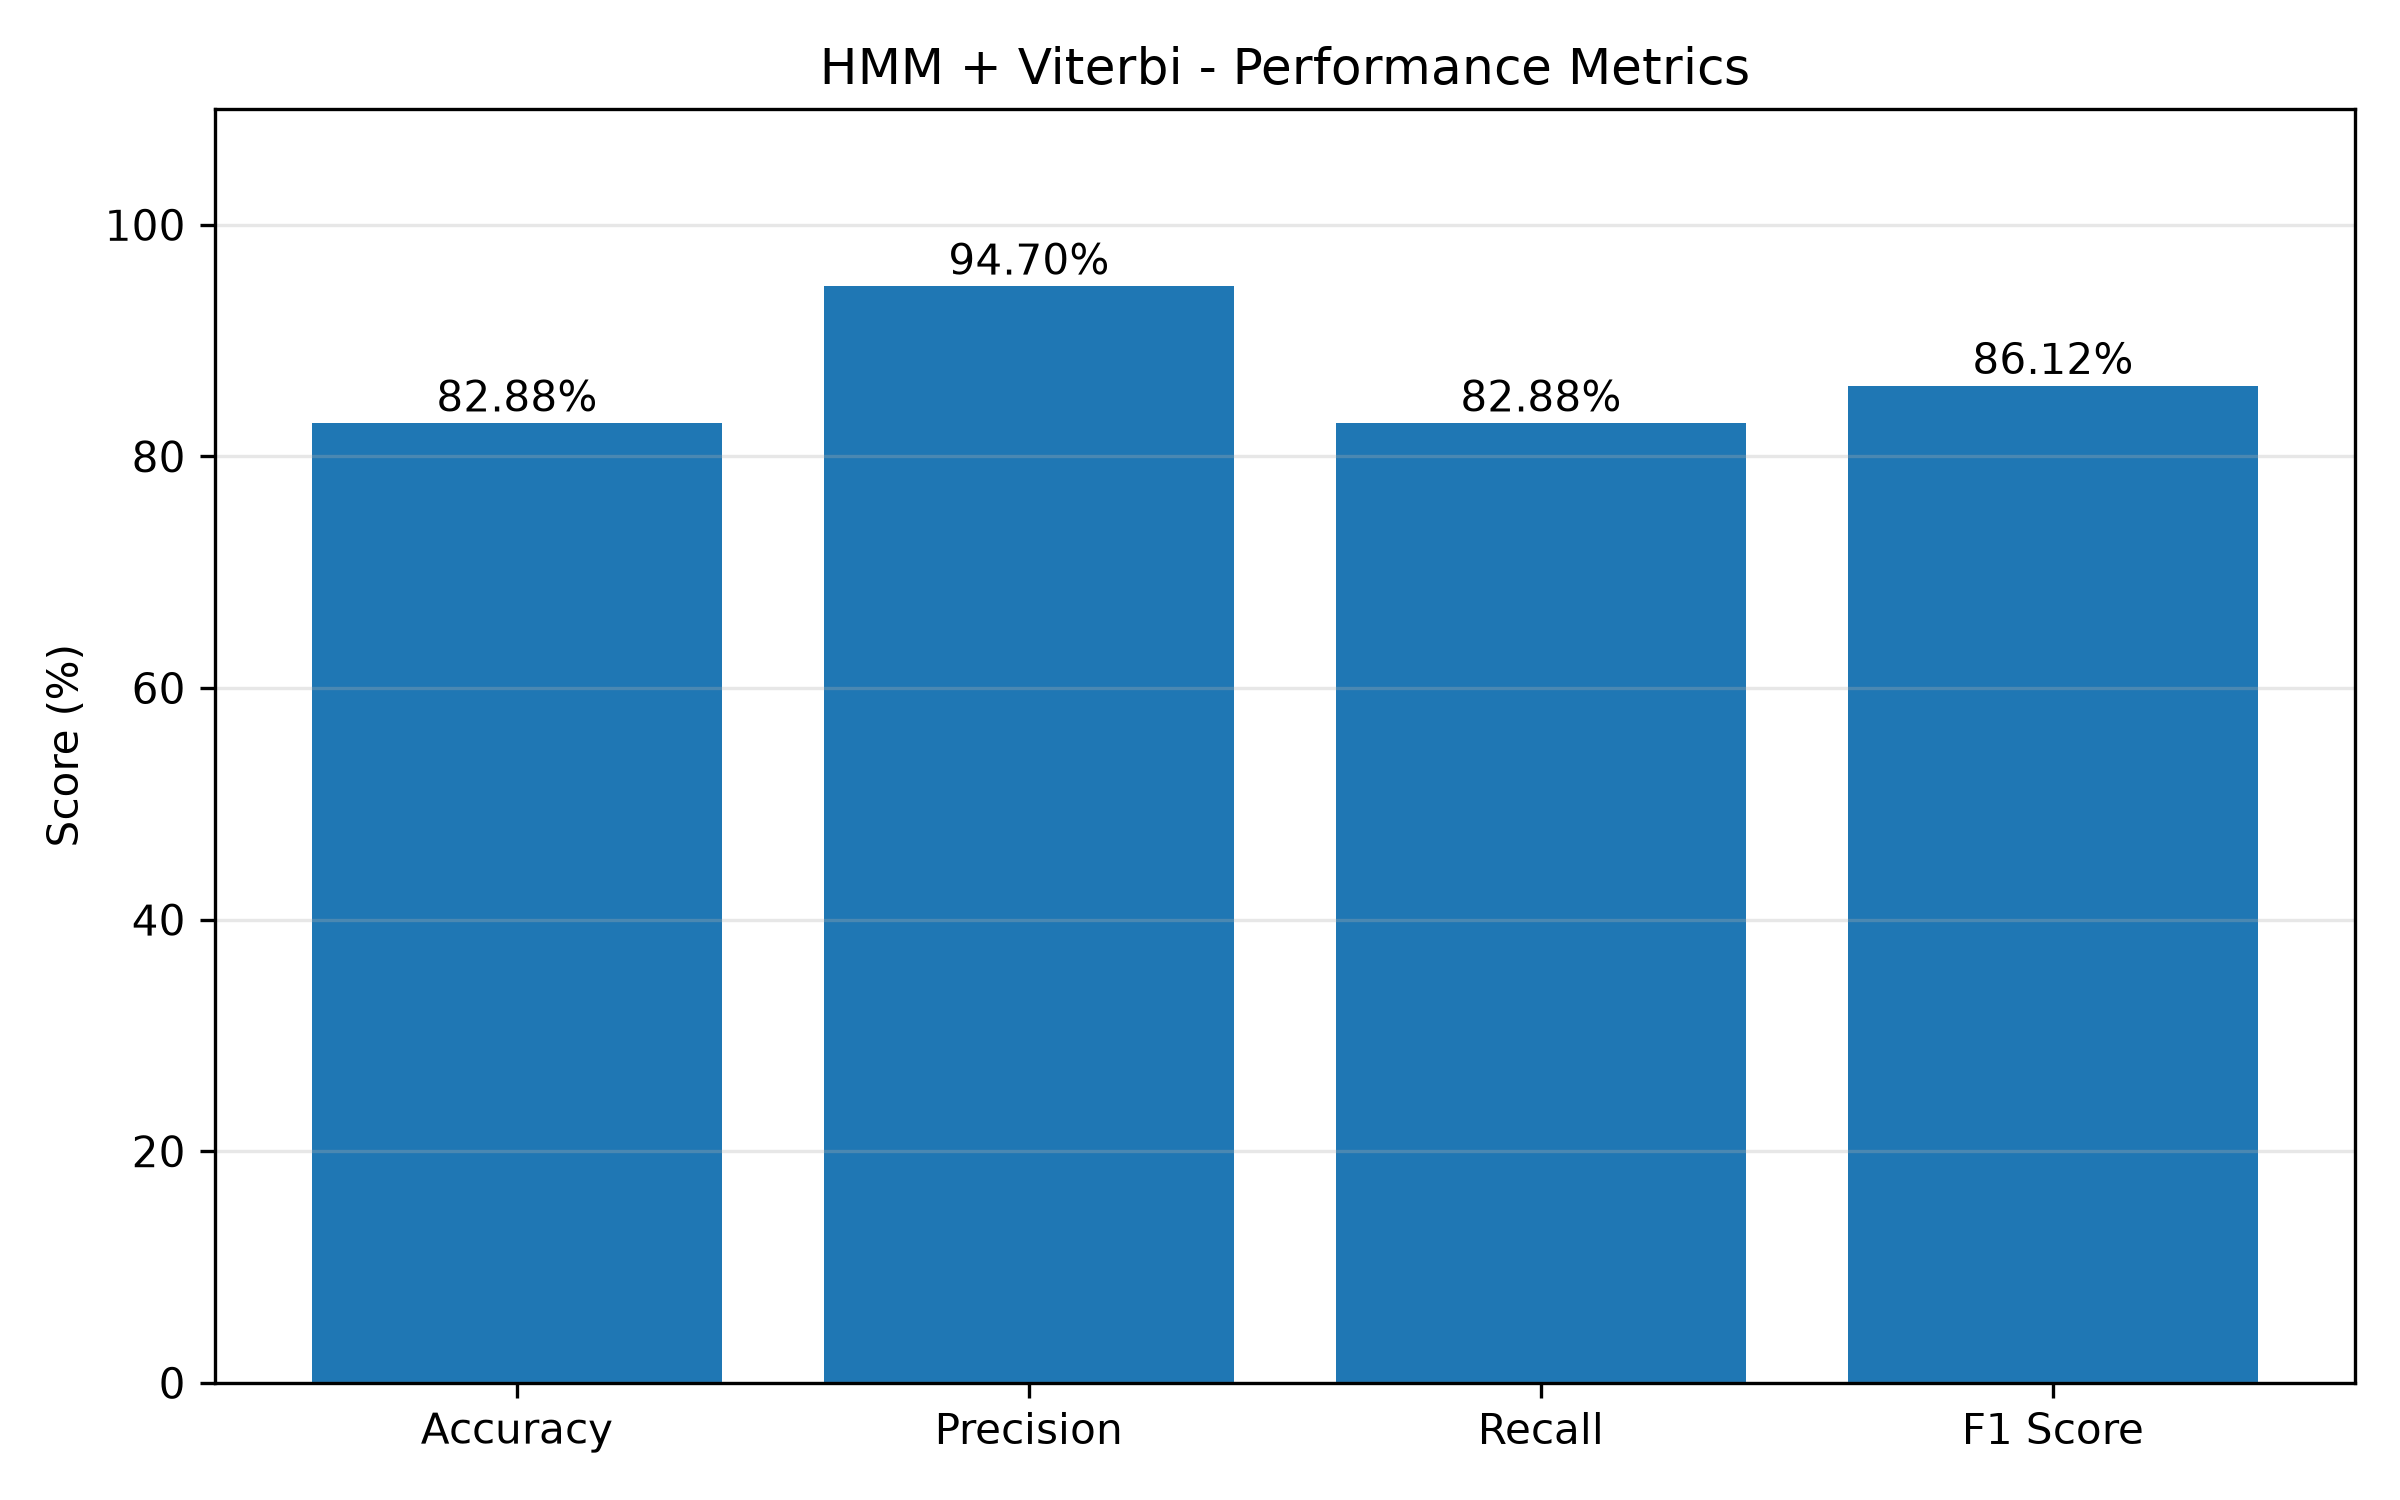 HMM + Viterbi - Performance Metrics
Score (%)
100
80
60
40
20
0
82.88%
94.70%
82.88%
86.12%
Accuracy
Precision
Recall
F1 Score